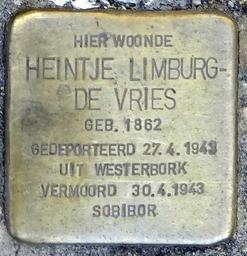 HIER WOONDE
HEINTJE LIMBURG-
DE VRIES
GEB. 1862
GEDEPORTEERD 27.4.1943
UIT WESTERBORK
VERMOORD 30.4.1943
SOBIBOR